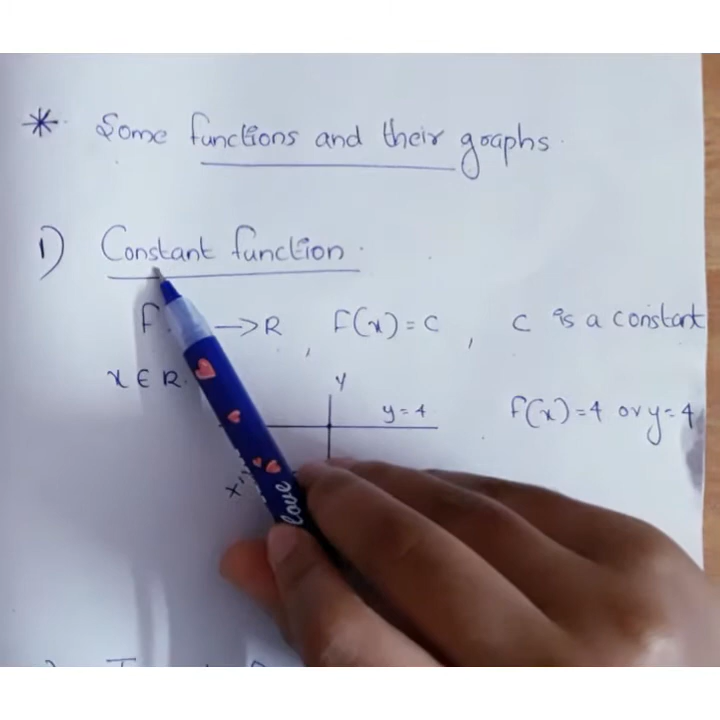 * Some functions and their graphs.
1) Constant function.
f → R , f(x) = C , C is a constant
x ∈ R.
y
y = 4 f(x) = 4 or y = 4
x
love